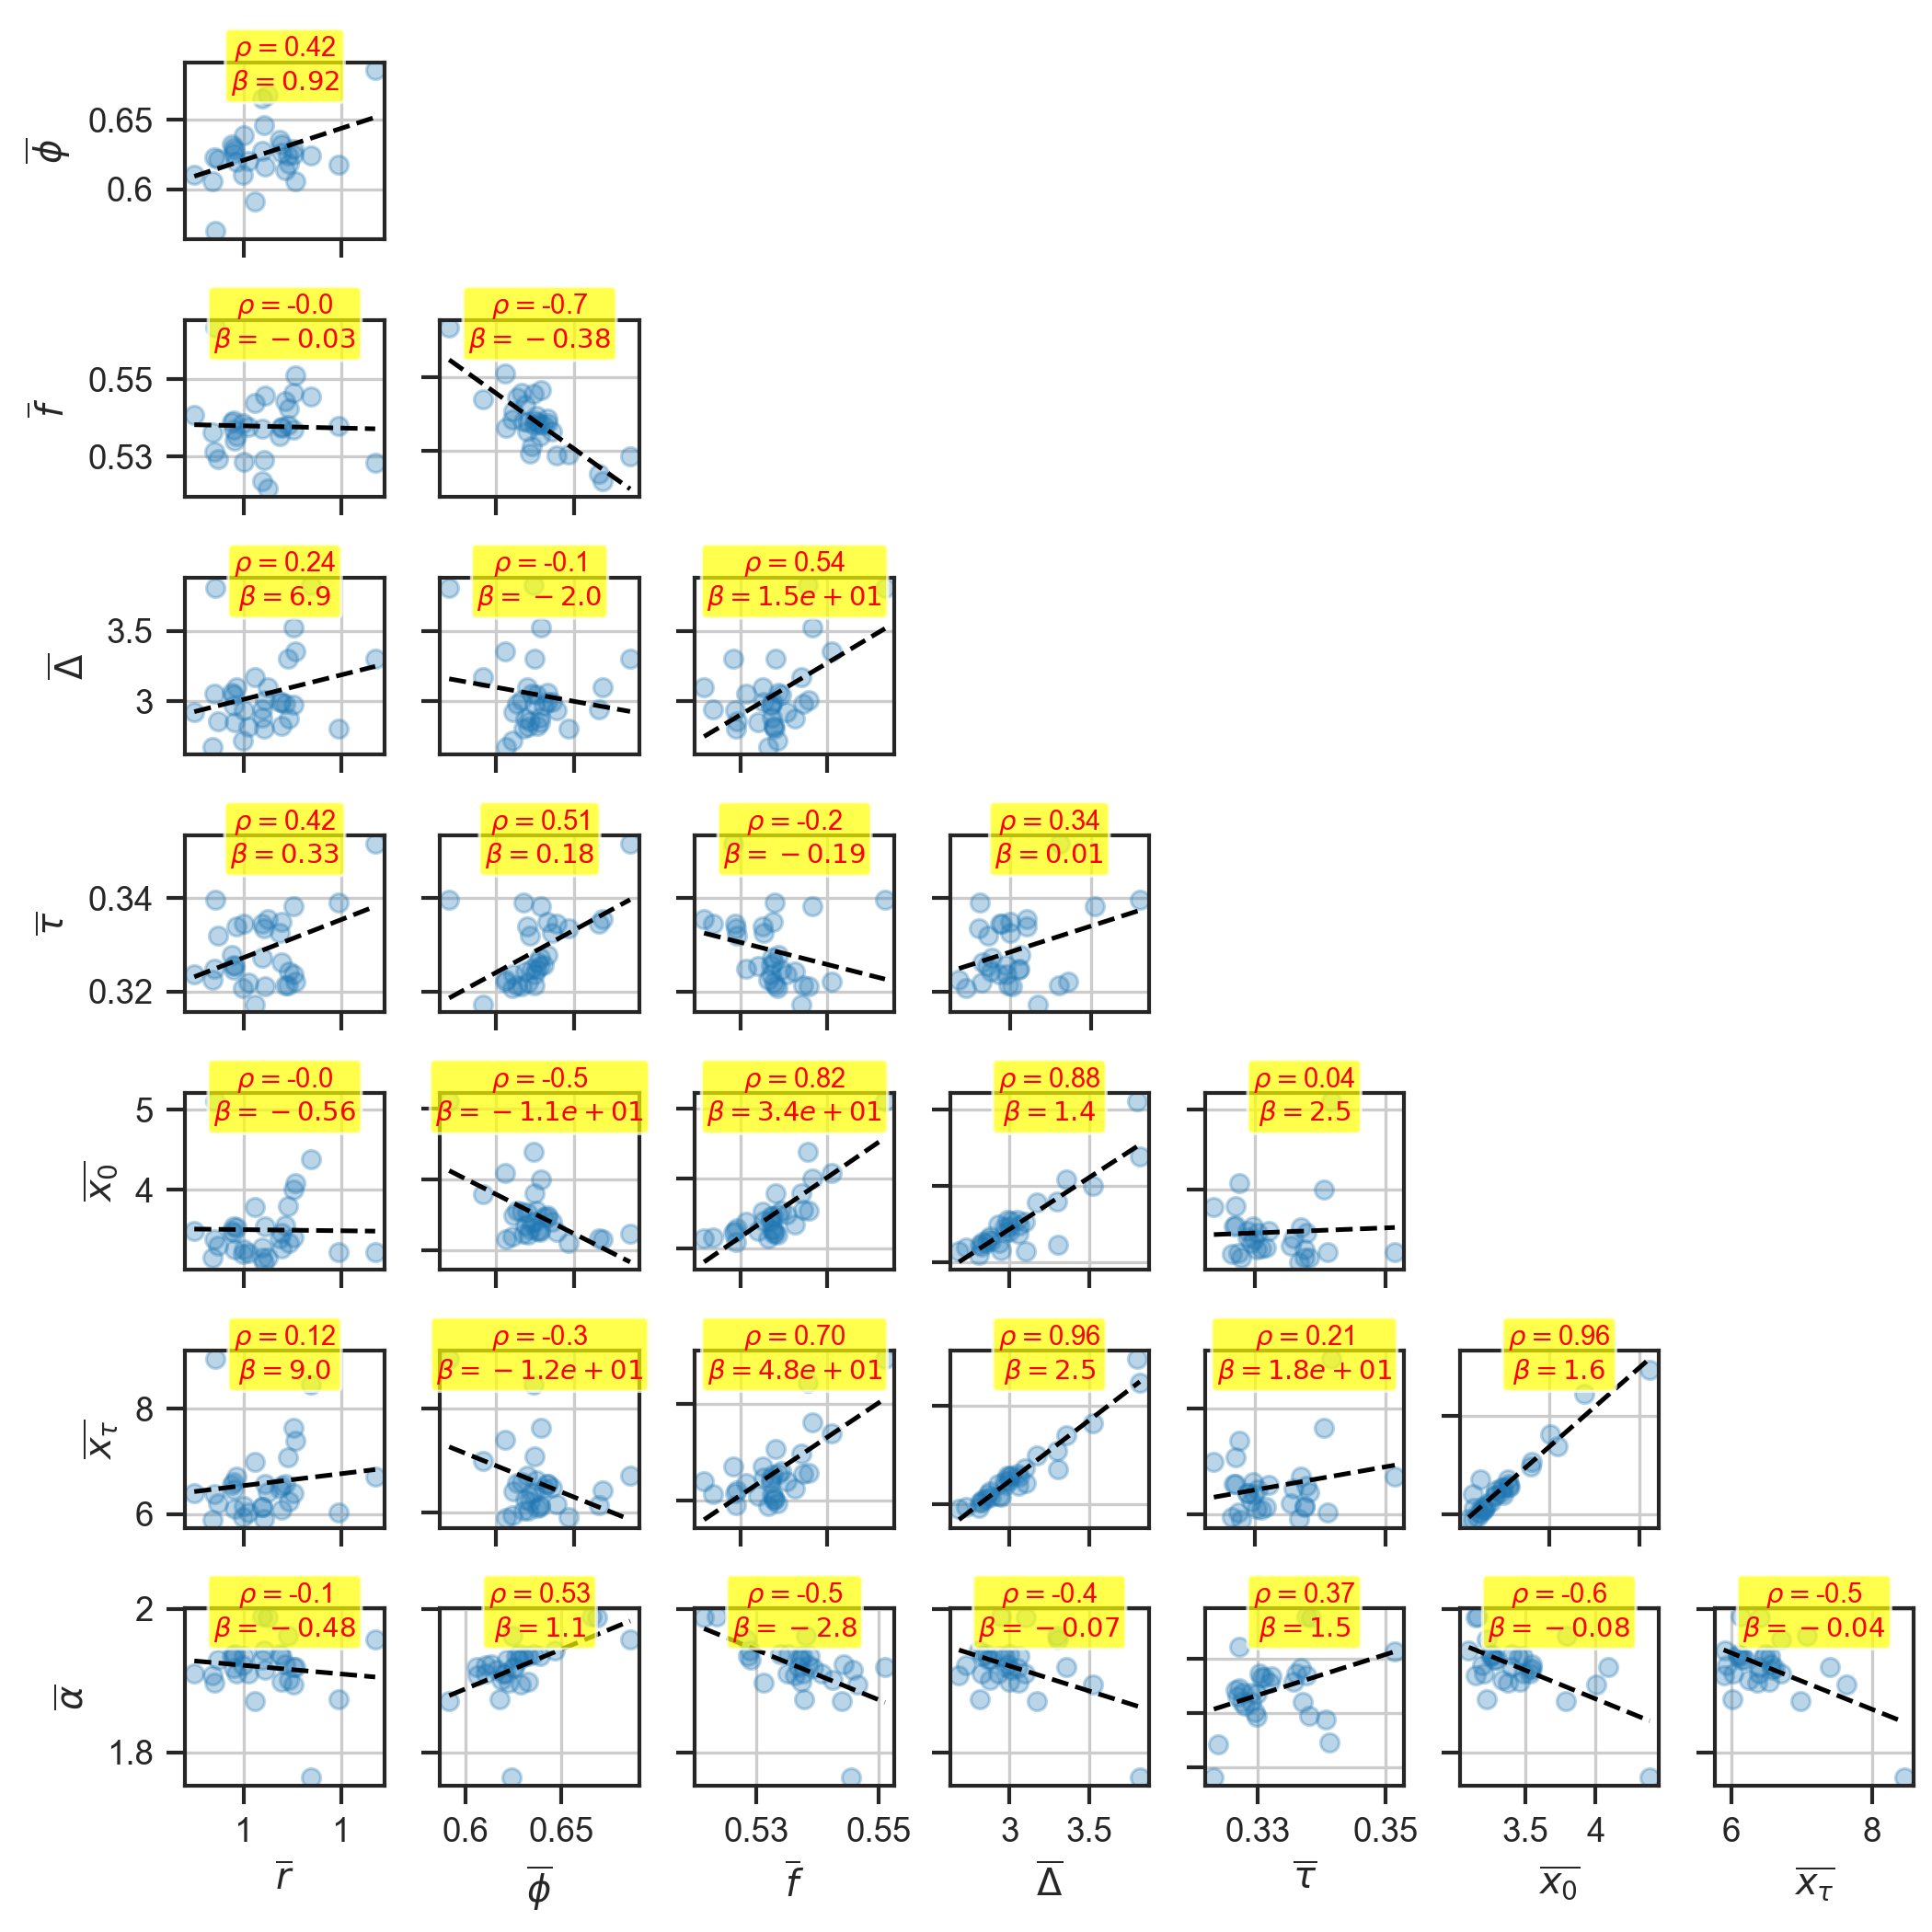 ρ = 0.42
β = 0.92
0.65
0.6
ϕ̅
ρ = -0.0
β = −0.03
ρ = -0.7
β = −0.38
0.55
0.53
f̅
ρ = 0.24
β = 6.9
ρ = -0.1
β = −2.0
ρ = 0.54
β = 1.5e + 01
3.5
3
Δ̅
ρ = 0.42
β = 0.33
ρ = 0.51
β = 0.18
ρ = -0.2
β = −0.19
ρ = 0.34
β = 0.01
0.34
0.32
τ̅
ρ = -0.0
β = −0.56
ρ = -0.5
β = −1.1e + 01
ρ = 0.82
β = 3.4e + 01
ρ = 0.88
β = 1.4
ρ = 0.04
β = 2.5
5
4
x̅₀
ρ = 0.12
β = 9.0
ρ = -0.3
β = −1.2e + 01
ρ = 0.70
β = 4.8e + 01
ρ = 0.96
β = 2.5
ρ = 0.21
β = 1.8e + 01
ρ = 0.96
β = 1.6
8
6
x̅_τ
ρ = -0.1
β = −0.48
ρ = 0.53
β = 1.1
ρ = -0.5
β = −2.8
ρ = -0.4
β = −0.07
ρ = 0.37
β = 1.5
ρ = -0.6
β = −0.08
ρ = -0.5
β = −0.04
2
1.8
α̅
1 1 0.6 0.65 0.53 0.55 3 3.5 0.33 0.35 3.5 4 6 8
r̅ ϕ̅ f̅ Δ̅ τ̅ x̅₀ x̅_τ